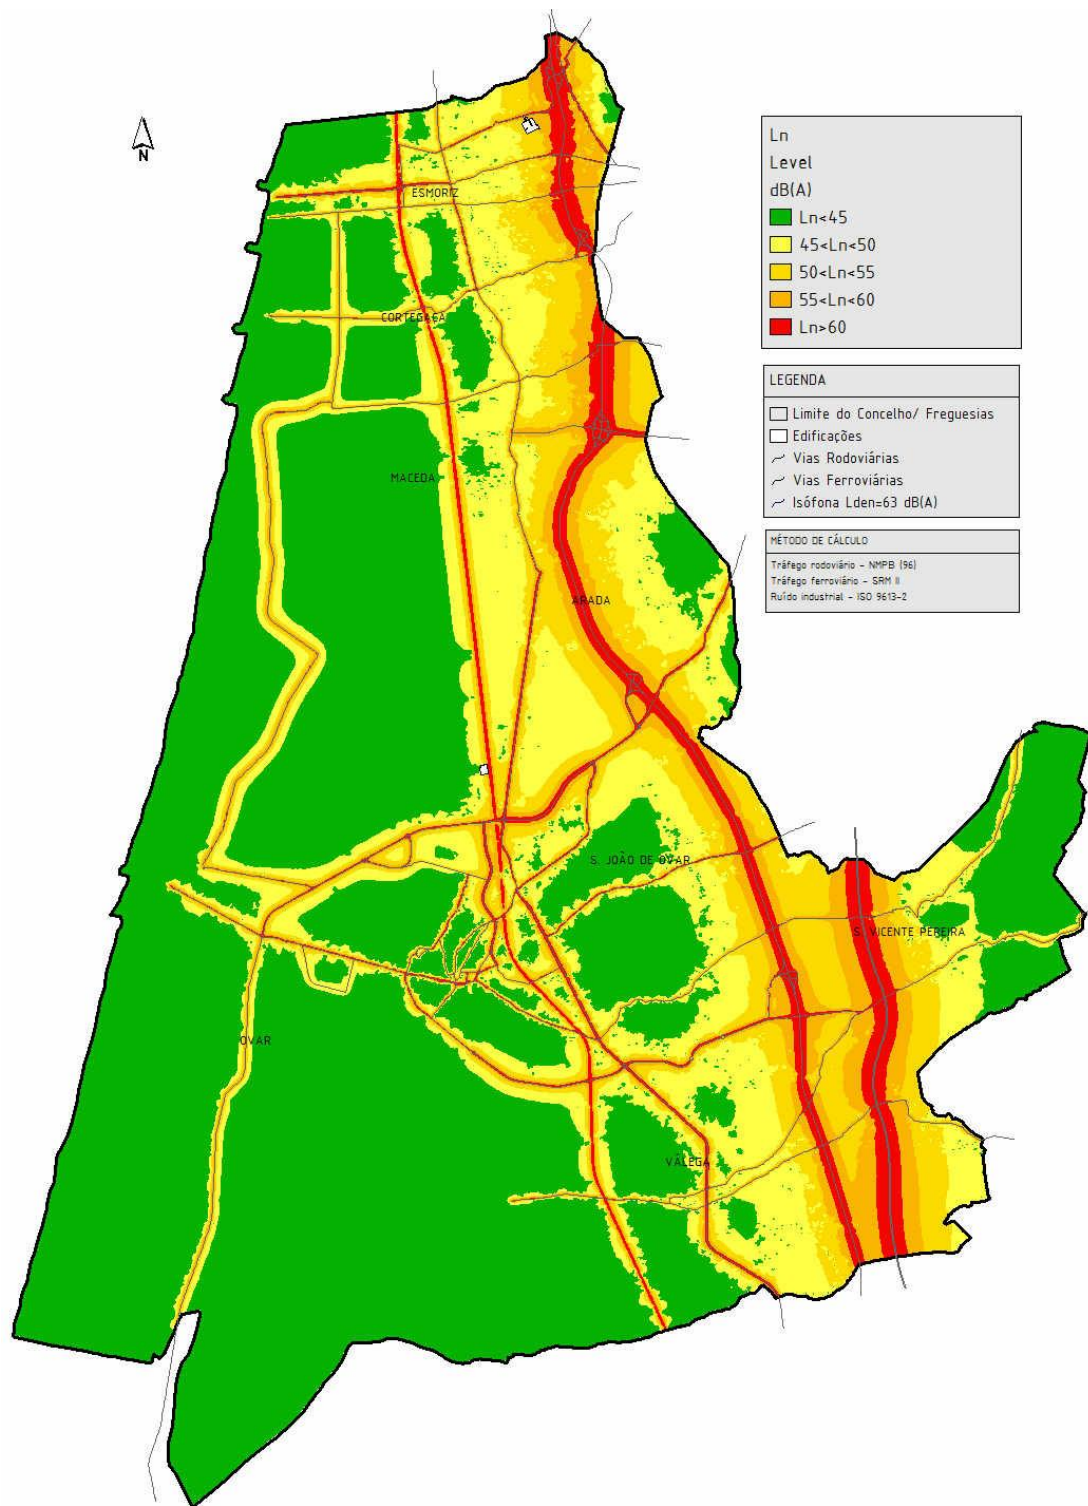 N
Ln
Level
dB(A)
Ln<45
45<Ln<50
50<Ln<55
55<Ln<60
Ln>60
LEGENDA
Limite do Concelho/ Freguesias
Edificações
Vias Rodoviárias
Vias Ferroviárias
Isófona Lden=63 dB(A)
MÉTODO DE CÁLCULO
Tráfego rodoviário - NMPB (96)
Tráfego ferroviário - SRM II
Ruído industrial - ISO 9613-2
ESMORIZ
CORTEGAÇA
MACEDA
ARADA
S. JOÃO DE OVAR
S. VICENTE PEREIRA
OVAR
VÁLEGA